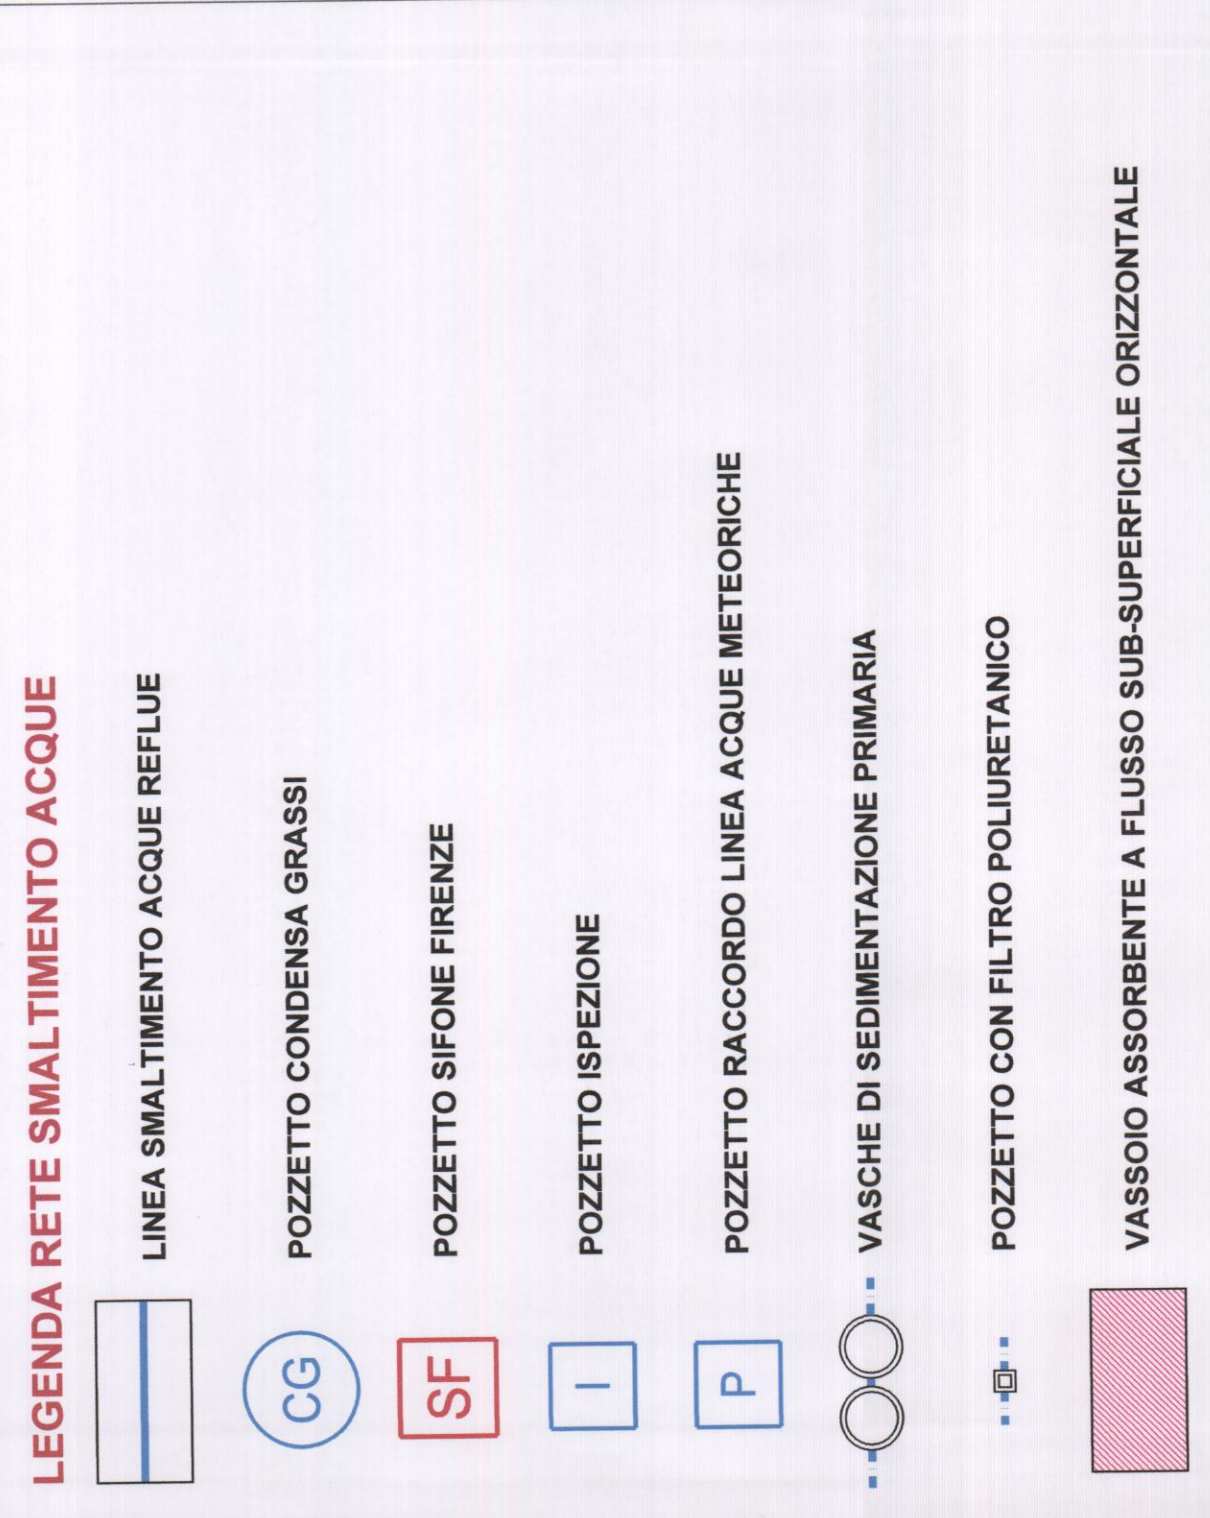 LEGENDA RETE SMALTIMENTO ACQUE
LINEA SMALTIMENTO ACQUE REFLUE
CG POZZETTO CONDENSA GRASSI
SF POZZETTO SIFONE FIRENZE
I POZZETTO ISPEZIONE
P POZZETTO RACCORDO LINEA ACQUE METEORICHE
VASCHE DI SEDIMENTAZIONE PRIMARIA
POZZETTO CON FILTRO POLIURETANICO
VASSOIO ASSORBENTE A FLUSSO SUB-SUPERFICIALE ORIZZONTALE